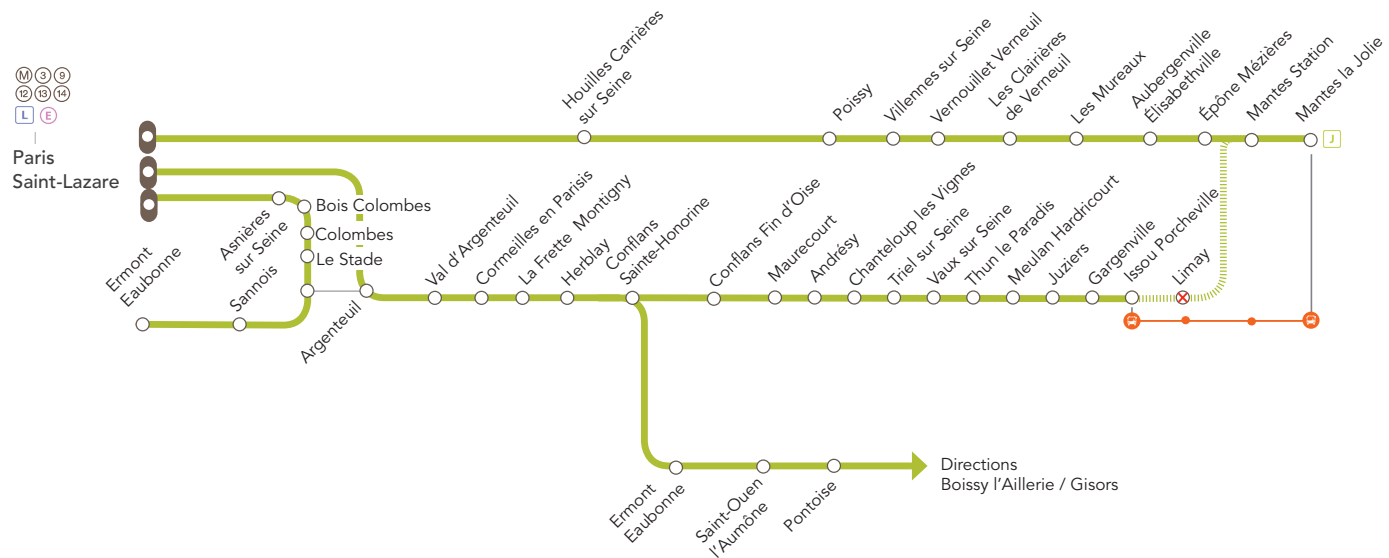 M 3 9
12 13 14
L E
Paris
Saint-Lazare
Houilles Carrières
sur Seine
Poissy
Villennes sur Seine
Vernouillet Verneuil
Les Clairières
de Verneuil
Les Mureaux
Aubergenville
Élisabethville
Épône Mézières
Mantes Station
Mantes la Jolie
J
Asnières
sur Seine
Bois Colombes
Colombes
Le Stade
Ermont
Eaubonne
Sannois
Argenteuil
Val d'Argenteuil
Cormeilles en Parisis
La Frette Montigny
Herblay
Conflans
Sainte-Honorine
Conflans Fin d'Oise
Maurecourt
Andrésy
Chanteloup les Vignes
Triel sur Seine
Vaux sur Seine
Thun le Paradis
Meulan Hardricourt
Juziers
Gargenville
Issou Porcheville
Limay
Ermont
Eaubonne
Saint-Ouen
l'Aumône
Pontoise
Directions
Boissy l'Aillerie / Gisors